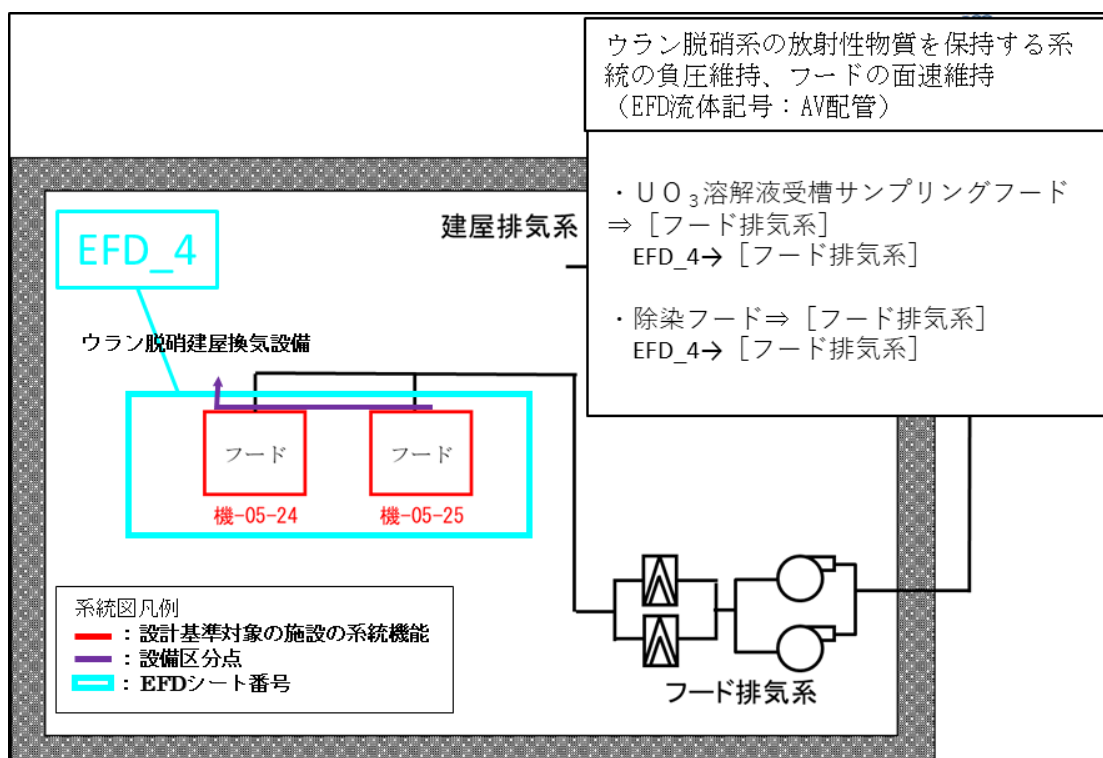 ウラン脱硝系の放射性物質を保持する系
統の負圧維持、フードの面速維持
（EFD流体記号：AV配管）
・ＵＯ₃溶解液受槽サンプリングフード
⇒［フード排気系］
EFD_4→［フード排気系］
・除染フード⇒［フード排気系］
EFD_4→［フード排気系］
建屋排気系
EFD_4
ウラン脱硝建屋換気設備
フード
フード
機-05-24
機-05-25
系統図凡例
：設計基準対象の施設の系統機能
：設備区分点
：EFDシート番号
フード排気系